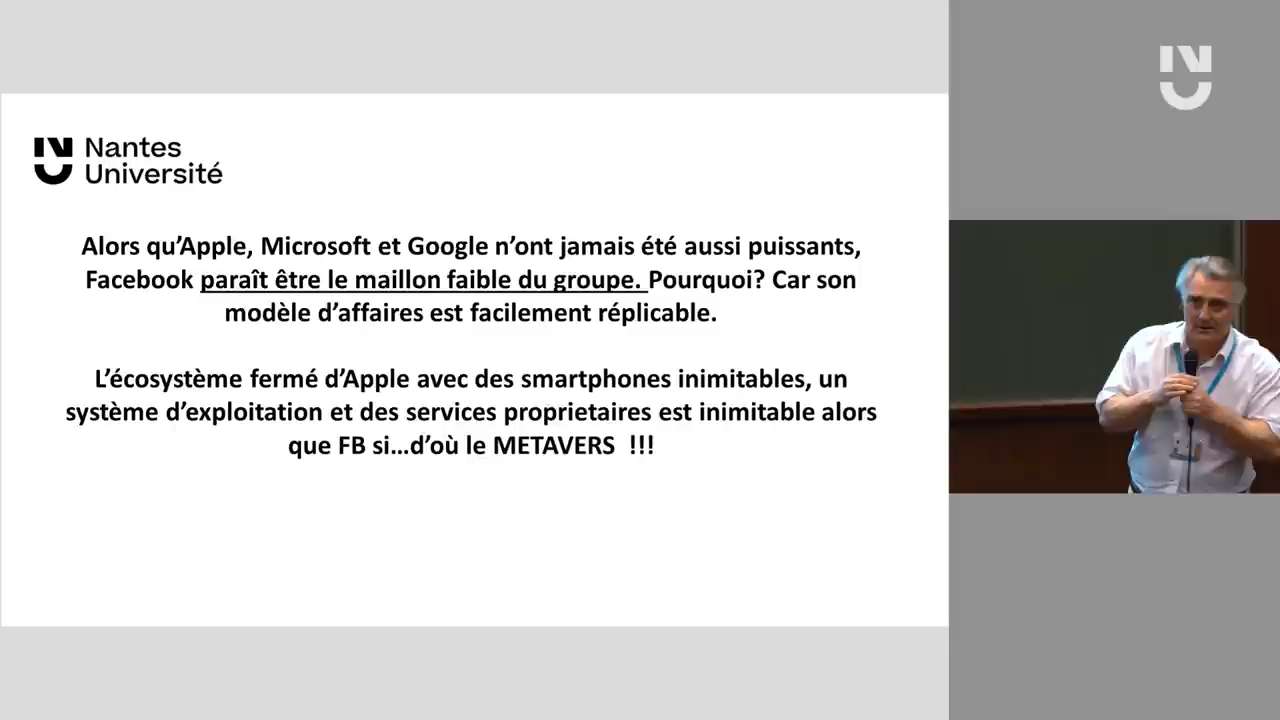 Nantes
Université
Alors qu’Apple, Microsoft et Google n’ont jamais été aussi puissants,
Facebook paraît être le maillon faible du groupe. Pourquoi? Car son
modèle d’affaires est facilement réplicable.
L’écosystème fermé d’Apple avec des smartphones inimitables, un
système d’exploitation et des services proprietaires est inimitable alors
que FB si…d’où le METAVERS !!!